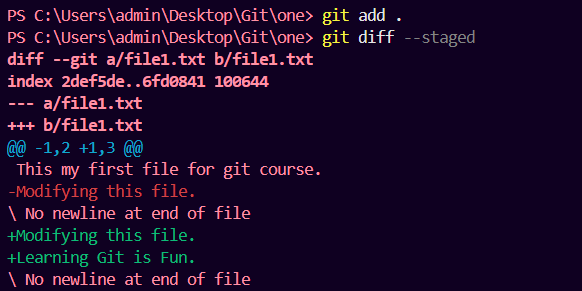 PS C:\Users\admin\Desktop\Git\one> git add .
PS C:\Users\admin\Desktop\Git\one> git diff --staged
diff --git a/file1.txt b/file1.txt
index 2def5de..6fd0841 100644
--- a/file1.txt
+++ b/file1.txt
@@ -1,2 +1,3 @@
 This my first file for git course.
-Modifying this file.
\ No newline at end of file
+Modifying this file.
+Learning Git is Fun.
\ No newline at end of file